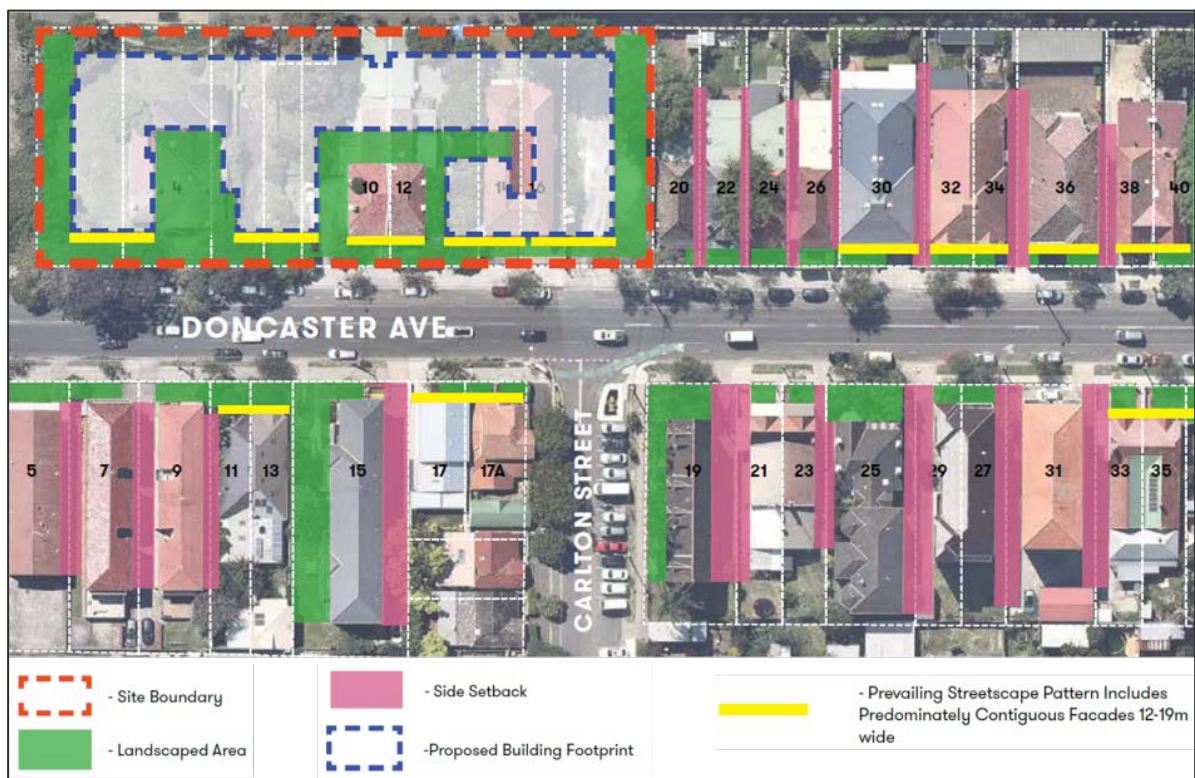 4
10 12
14 16
20 22 24 26 30 32 34 36 38 40
DONCASTER AVE
CARLTON STREET
5 7 9 11 13 15 17 17A
19 21 23 25 29 27 31 33 35
- Site Boundary
- Landscaped Area
- Side Setback
-Proposed Building Footprint
- Prevailing Streetscape Pattern Includes
Predominately Contiguous Facades 12-19m
wide